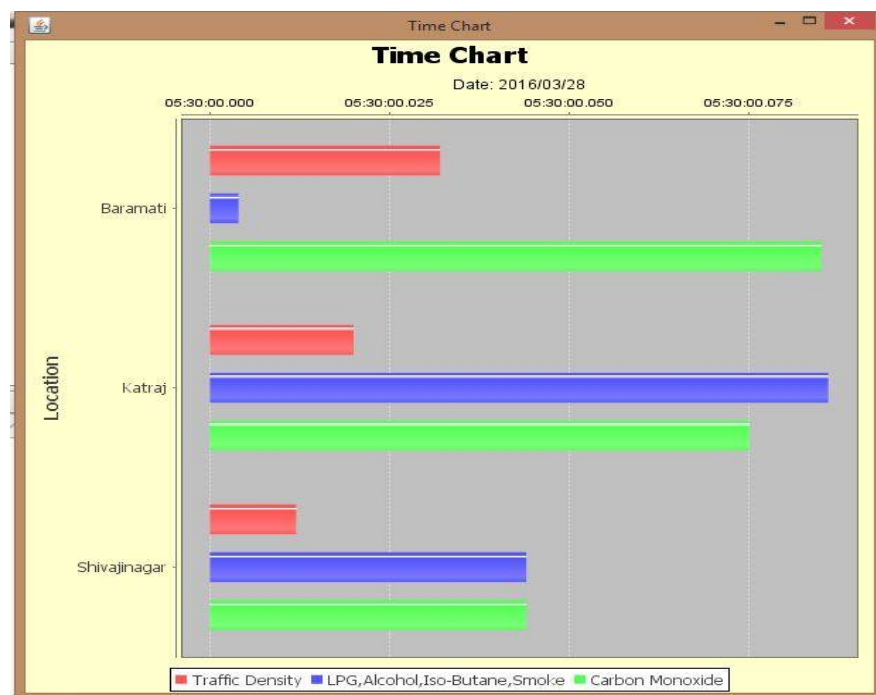 Time Chart
Time Chart
Date: 2016/03/28
05:30:00.000 05:30:00.025 05:30:00.050 05:30:00.075
Baramati
Katraj
Shivajinagar
Location
Traffic Density LPG,Alcohol,Iso-Butane,Smoke Carbon Monoxide